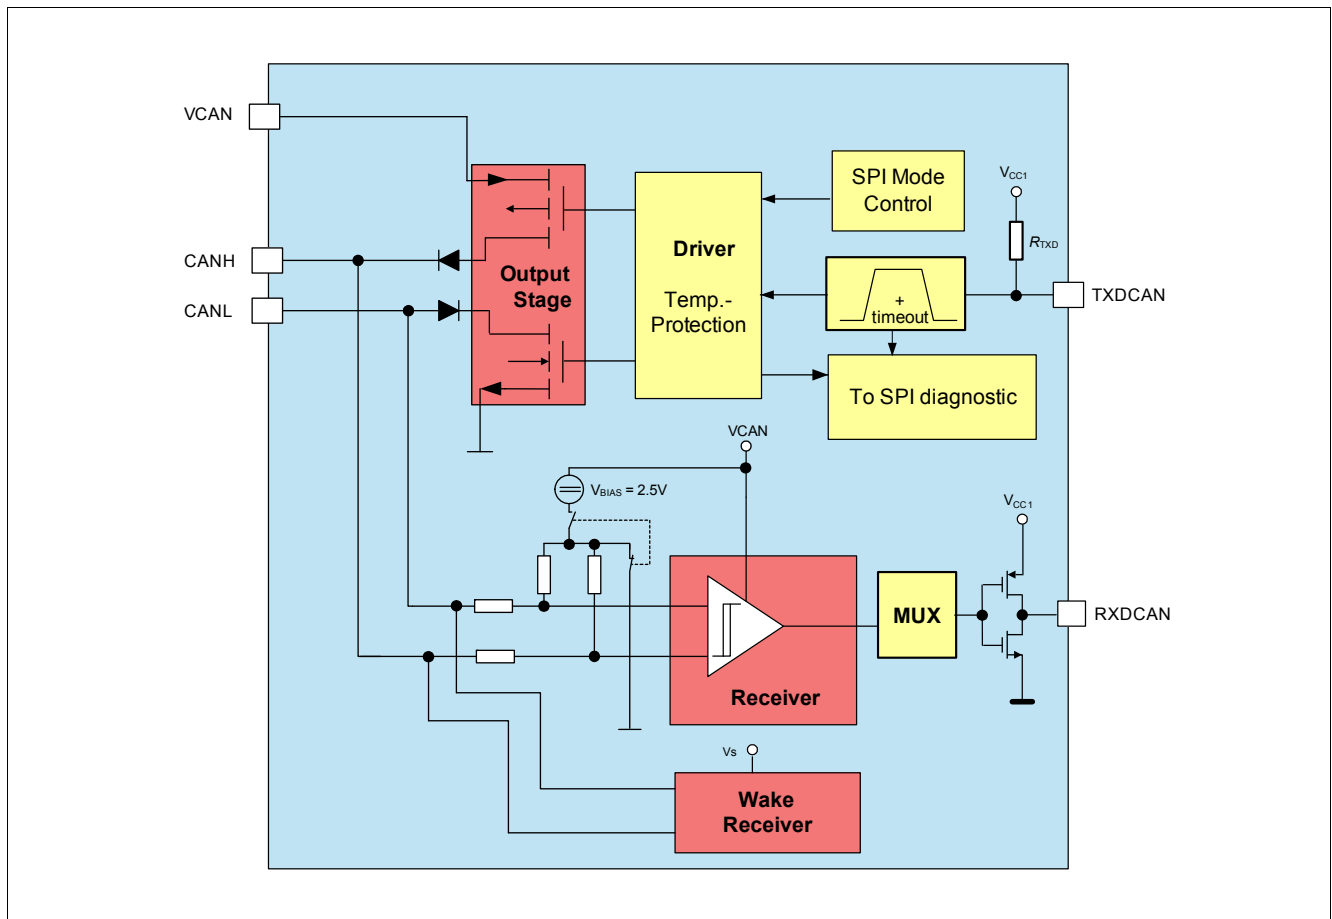 VCAN
CANH
CANL
Output
Stage
Driver
Temp.-
Protection
SPI Mode
Control
VCC1
RTXD
TXDCAN
+
timeout
To SPI diagnostic
VCAN
VBIAS = 2.5V
Receiver
MUX
VCC1
RXDCAN
Vs
Wake
Receiver